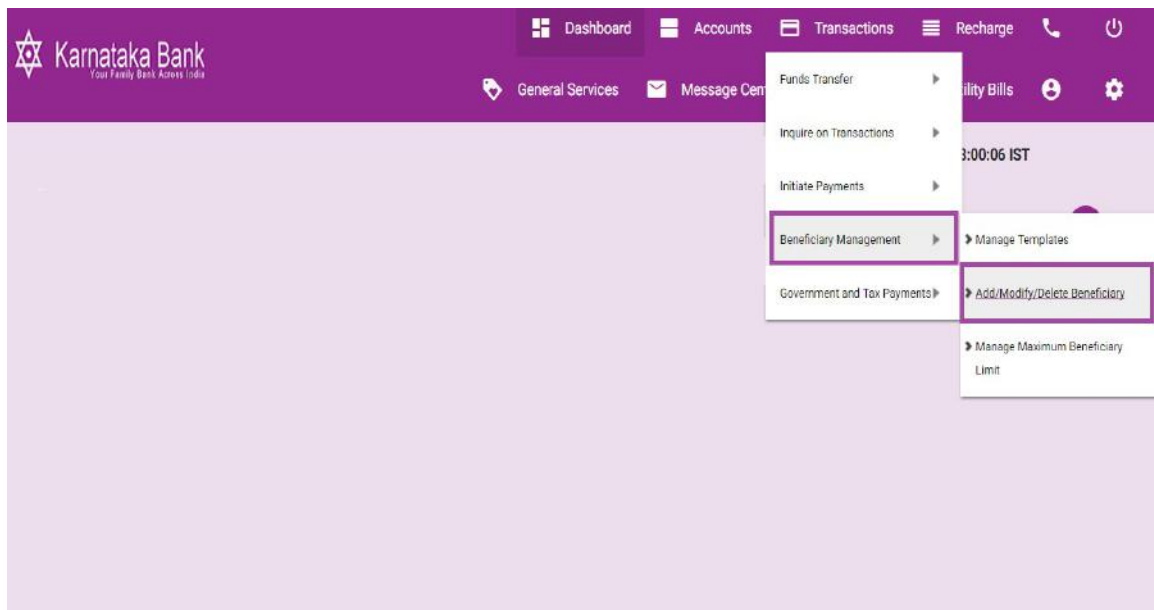 Karnataka Bank
Your Family Bank Across India
Dashboard Accounts Transactions Recharge
General Services Message Cen ility Bills
Funds Transfer
Inquire on Transactions
:00:06 IST
Initiate Payments
Beneficiary Management
Government and Tax Payments
Manage Templates
Add/Modify/Delete Beneficiary
Manage Maximum Beneficiary
Limit